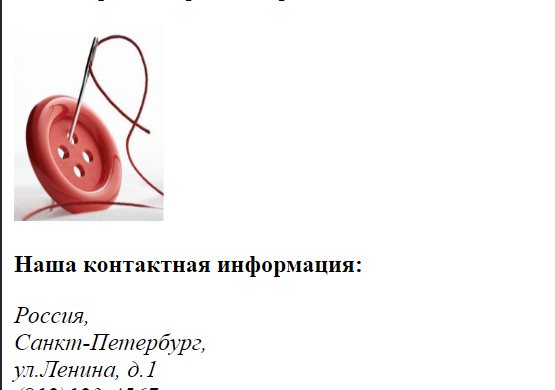 Наша контактная информация:
Россия,
Санкт-Петербург,
ул.Ленина, д.1